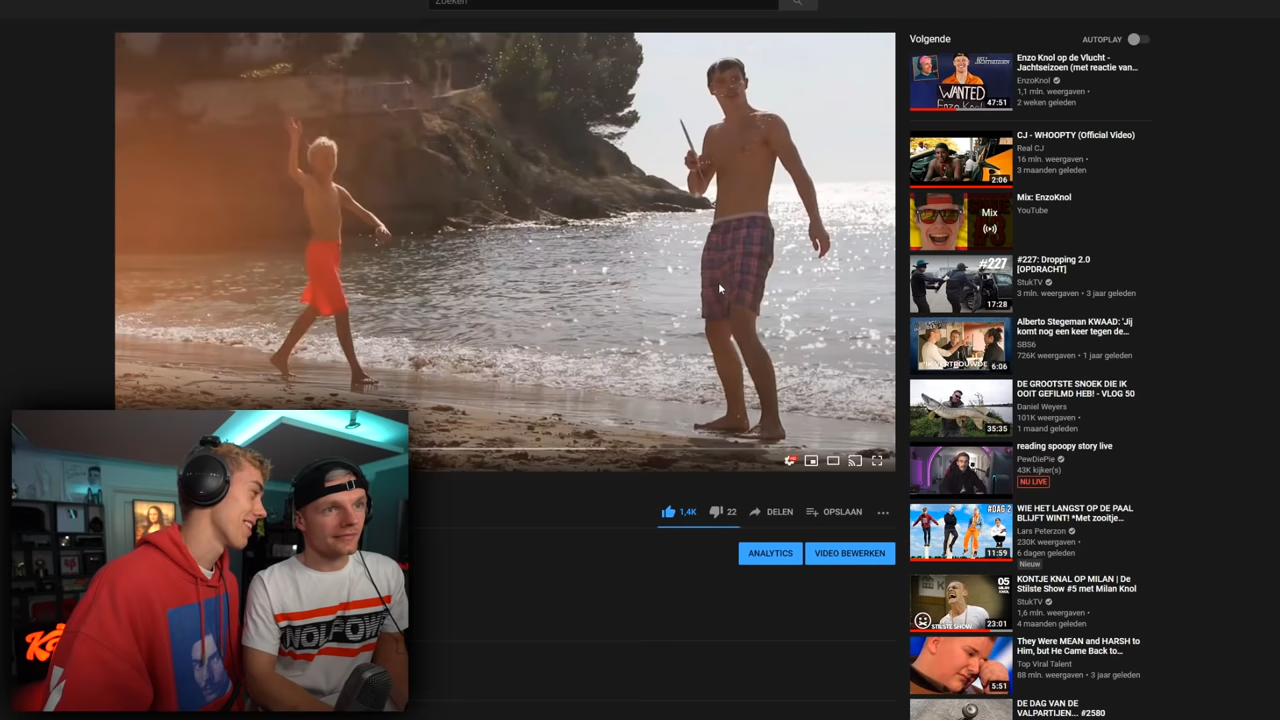 Zoeken
Volgende
AUTOPLAY
Enzo Knol op de Vlucht -
Jachtseizoen (met reactie van...
EnzoKnol
1,1 mln. weergaven •
2 weken geleden
WANTED
47:51
CJ - WHOOPTY (Official Video)
Real CJ
16 mln. weergaven •
3 maanden geleden
2:06
Mix: EnzoKnol
YouTube
Mix
#227: Dropping 2.0
[OPDRACHT]
StukTV
3 mln. weergaven • 3 jaar geleden
#227
17:28
Alberto Stegeman KWAAD: 'Jij
komt nog een keer tegen de...
SBS6
726K weergaven • 1 jaar geleden
6:06
DE GROOTSTE SNOEK DIE IK
OOIT GEFILMD HEB! - VLOG 50
Daniel Weyers
101K weergaven •
1 maand geleden
35:35
reading spoopy story live
PewDiePie
43K kijker(s)
NU LIVE
WIE HET LANGST OP DE PAAL
BLIJFT WINT! *Met zooitje...
Lars Peterzon
230K weergaven •
6 dagen geleden
Nieuw
#DAG 2
11:59
KONTJE KNAL OP MILAN | De
Stilste Show #5 met Milan Knol
StukTV
1,6 mln. weergaven •
4 maanden geleden
05
STILSTE SHOW
23:01
They Were MEAN and HARSH to
Him, but He Came Back to...
Top Viral Talent
88 mln. weergaven • 3 jaar geleden
5:51
DE DAG VAN DE
VALPARTIJEN... #2580
1,4K
22
DELEN
OPSLAAN
ANALYTICS
VIDEO BEWERKEN
KNOLPOW